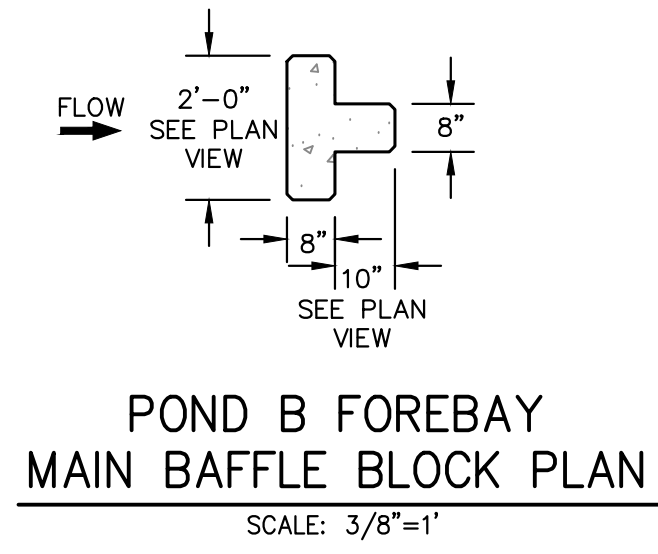 FLOW
2'-0"
SEE PLAN
VIEW
8"
8"
10"
SEE PLAN
VIEW
POND B FOREBAY
MAIN BAFFLE BLOCK PLAN
SCALE: 3/8"=1'